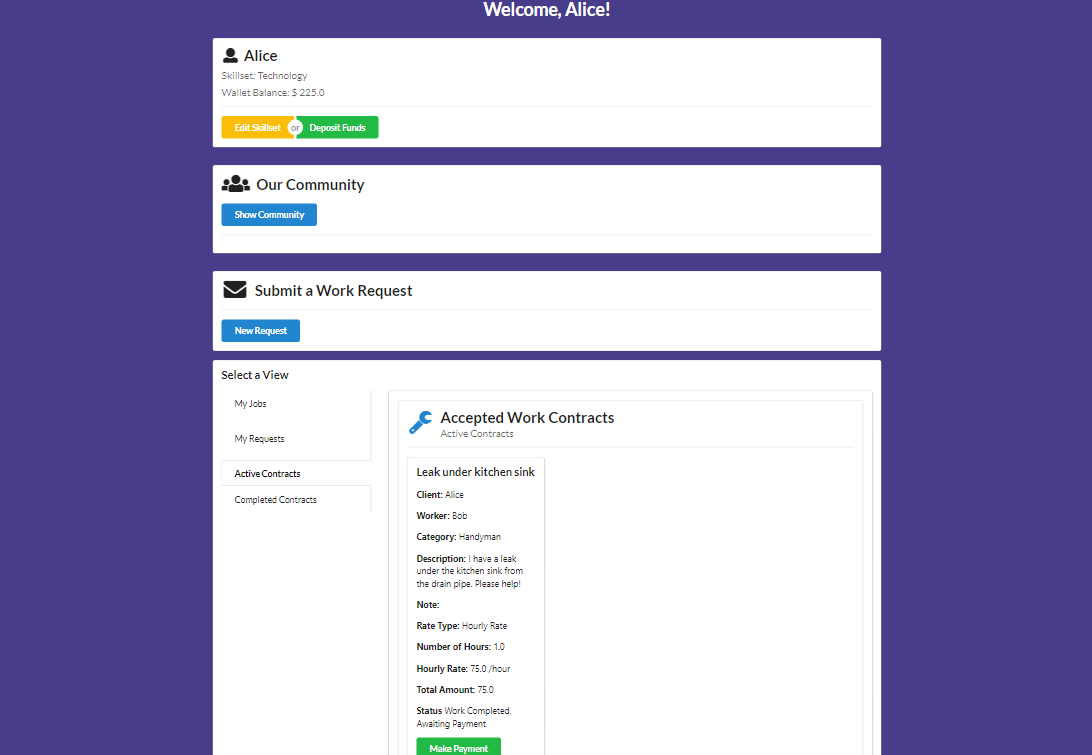 Welcome, Alice!
Alice
Skillset: Technology
Wallet Balance: $ 225.0
Edit Skillset or Deposit Funds
Our Community
Show Community
Submit a Work Request
New Request
Select a View
My Jobs
My Requests
Active Contracts
Completed Contracts
Accepted Work Contracts
Active Contracts
Leak under kitchen sink
Client: Alice
Worker: Bob
Category: Handyman
Description: I have a leak
under the kitchen sink from
the drain pipe. Please help!
Note:
Rate Type: Hourly Rate
Number of Hours: 1.0
Hourly Rate: 75.0 /hour
Total Amount: 75.0
Status Work Completed,
Awaiting Payment
Make Payment